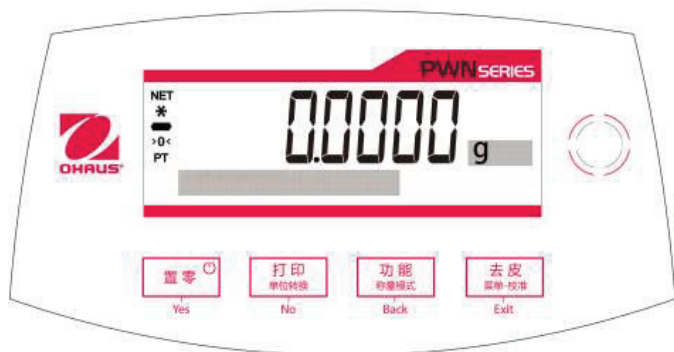 PWN SERIES
NET
*
>0<
PT
0.0000 g
OHAUS®
置零
打印
单位转换
功能
称量模式
去皮
菜单-校准
Yes
No
Back
Exit